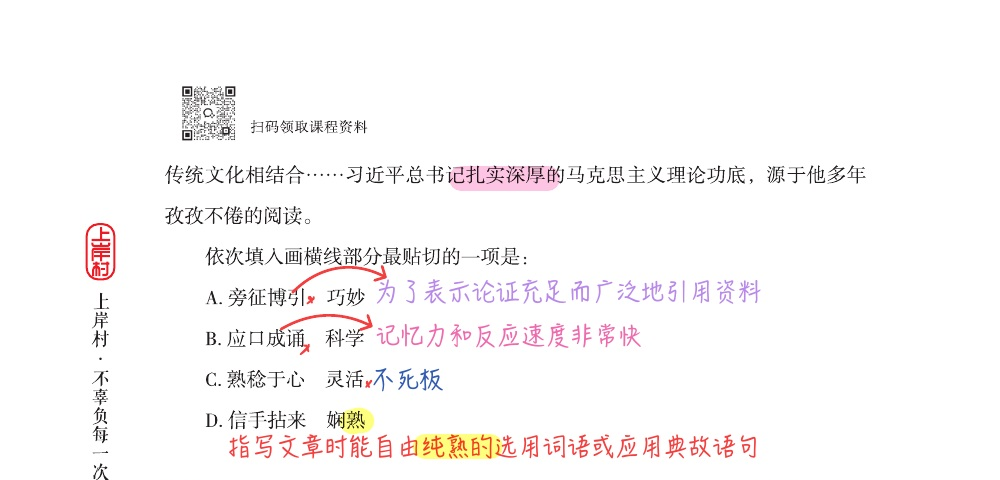 扫码领取课程资料
传统文化相结合……习近平总书记扎实深厚的马克思主义理论功底，源于他多年
孜孜不倦的阅读。
依次填入画横线部分最贴切的一项是：
A. 旁征博引 巧妙 为了表示论证充足而广泛地引用资料
B. 应口成诵 科学 记忆力和反应速度非常快
C. 熟稔于心 灵活 不死板
D. 信手拈来 娴熟
指写文章时能自由纯熟的选用词语或应用典故语句
上岸村
上岸村·不辜负每一次